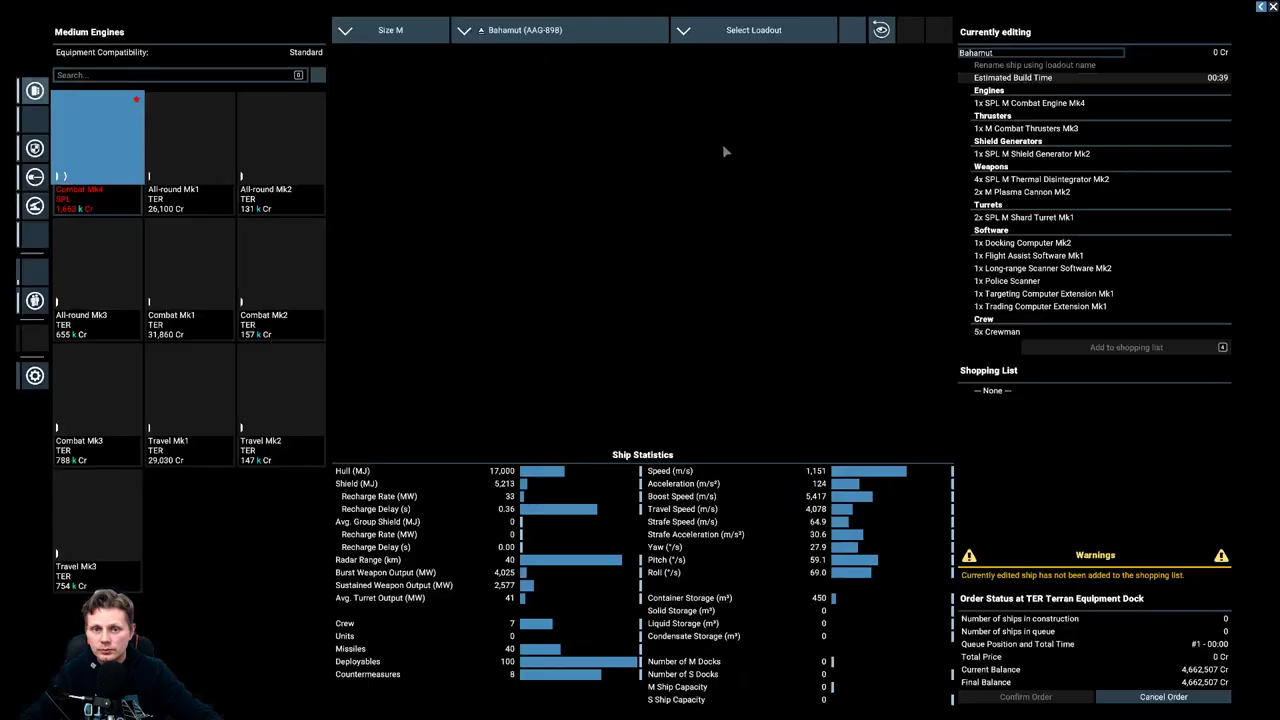 Medium Engines
Equipment Compatibility: Standard
Search...
Combat Mk4
SPL
1,663 k Cr
All-round Mk1
TER
26,100 Cr
All-round Mk2
TER
131 k Cr
All-round Mk3
TER
655 k Cr
Combat Mk1
TER
31,860 Cr
Combat Mk2
TER
157 k Cr
Combat Mk3
TER
788 k Cr
Travel Mk1
TER
29,030 Cr
Travel Mk2
TER
147 k Cr
Travel Mk3
TER
754 k Cr
Size M
Bahamut (AAG-898)
Select Loadout
Ship Statistics
Hull (MJ) 17,000
Shield (MJ) 5,213
Recharge Rate (MW) 33
Recharge Delay (s) 0.36
Avg. Group Shield (MJ) 0
Recharge Rate (MW) 0
Recharge Delay (s) 0.00
Radar Range (km) 40
Burst Weapon Output (MW) 4,025
Sustained Weapon Output (MW) 2,577
Avg. Turret Output (MW) 41
Crew 7
Units 0
Missiles 40
Deployables 100
Countermeasures 8
Speed (m/s) 1,151
Acceleration (m/s²) 124
Boost Speed (m/s) 5,417
Travel Speed (m/s) 4,078
Strafe Speed (m/s) 64.9
Strafe Acceleration (m/s²) 30.6
Yaw (°/s) 27.9
Pitch (°/s) 59.1
Roll (°/s) 69.0
Container Storage (m³) 450
Solid Storage (m³) 0
Liquid Storage (m³) 0
Condensate Storage (m³) 0
Number of M Docks 0
Number of S Docks 0
M Ship Capacity 0
S Ship Capacity 0
Currently editing
Bahamut 0 Cr
Rename ship using loadout name
Estimated Build Time 00:39
Engines
1x SPL M Combat Engine Mk4
Thrusters
1x M Combat Thrusters Mk3
Shield Generators
1x SPL M Shield Generator Mk2
Weapons
4x SPL M Thermal Disintegrator Mk2
2x M Plasma Cannon Mk2
Turrets
2x SPL M Shard Turret Mk1
Software
1x Docking Computer Mk2
1x Flight Assist Software Mk1
1x Long-range Scanner Software Mk2
1x Police Scanner
1x Targeting Computer Extension Mk1
1x Trading Computer Extension Mk1
Crew
5x Crewman
Add to shopping list
Shopping List
— None —
Warnings
Currently edited ship has not been added to the shopping list.
Order Status at TER Terran Equipment Dock
Number of ships in construction 0
Number of ships in queue 0
Queue Position and Total Time #1 - 00:00
Total Price 0 Cr
Current Balance 4,662,507 Cr
Final Balance 4,662,507 Cr
Confirm Order
Cancel Order